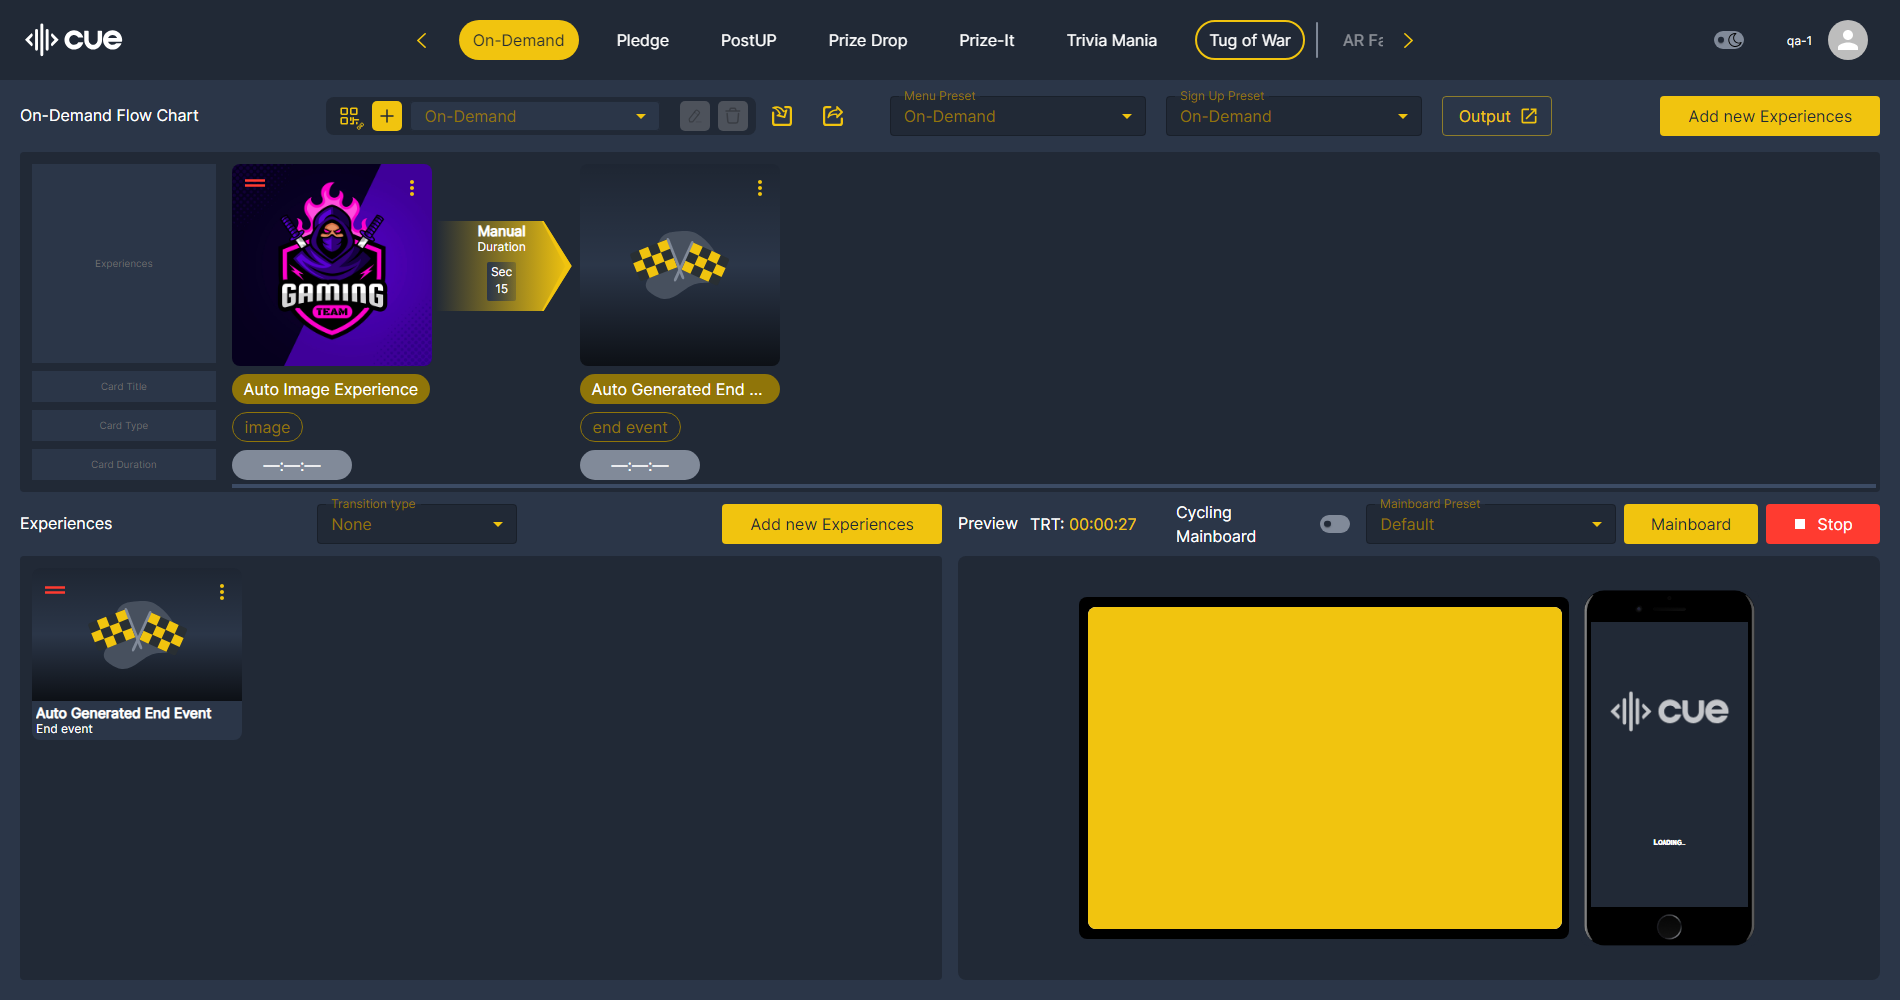 cue
On-Demand
Pledge
PostUP
Prize Drop
Prize-It
Trivia Mania
Tug of War
AR Fa
qa-1
On-Demand Flow Chart
On-Demand
Menu Preset
On-Demand
Sign Up Preset
On-Demand
Output
Add new Experiences
Experiences
Card Title
Card Type
Card Duration
GAMING
TEAM
Manual
Duration
Sec
15
Auto Image Experience
Auto Generated End ...
image
end event
—:—:—
—:—:—
Experiences
Transition type
None
Add new Experiences
Preview
TRT: 00:00:27
Cycling
Mainboard
Mainboard Preset
Default
Mainboard
Stop
Auto Generated End Event
End event
cue
LOADING..